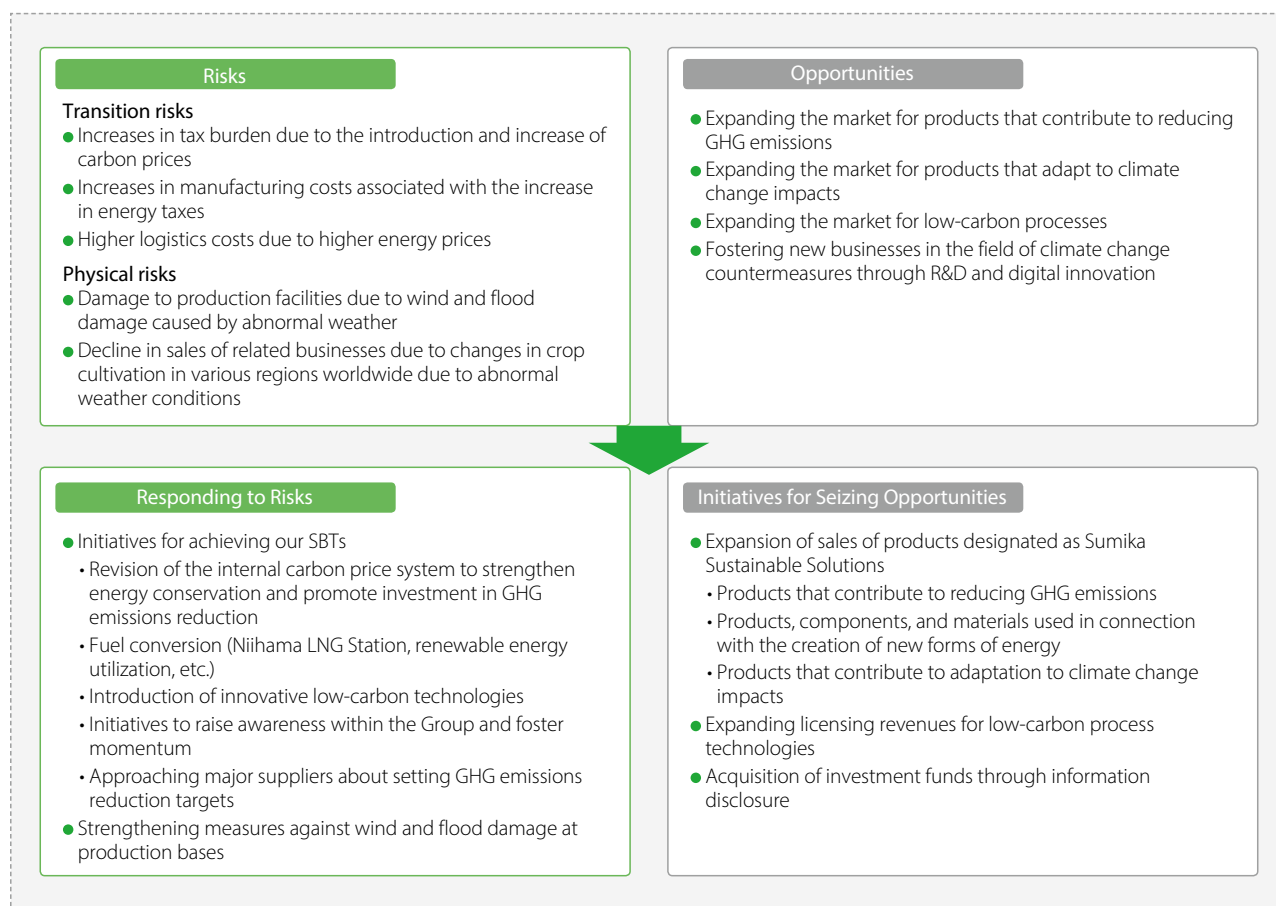 Risks
Transition risks
● Increases in tax burden due to the introduction and increase of
carbon prices
● Increases in manufacturing costs associated with the increase
in energy taxes
● Higher logistics costs due to higher energy prices
Physical risks
● Damage to production facilities due to wind and flood
damage caused by abnormal weather
● Decline in sales of related businesses due to changes in crop
cultivation in various regions worldwide due to abnormal
weather conditions
Opportunities
● Expanding the market for products that contribute to reducing
GHG emissions
● Expanding the market for products that adapt to climate
change impacts
● Expanding the market for low-carbon processes
● Fostering new businesses in the field of climate change
countermeasures through R&D and digital innovation
Responding to Risks
● Initiatives for achieving our SBTs
・Revision of the internal carbon price system to strengthen
energy conservation and promote investment in GHG
emissions reduction
・Fuel conversion (Niihama LNG Station, renewable energy
utilization, etc.)
・Introduction of innovative low-carbon technologies
・Initiatives to raise awareness within the Group and foster
momentum
・Approaching major suppliers about setting GHG emissions
reduction targets
● Strengthening measures against wind and flood damage at
production bases
Initiatives for Seizing Opportunities
● Expansion of sales of products designated as Sumika
Sustainable Solutions
・Products that contribute to reducing GHG emissions
・Products, components, and materials used in connection
with the creation of new forms of energy
・Products that contribute to adaptation to climate change
impacts
● Expanding licensing revenues for low-carbon process
technologies
● Acquisition of investment funds through information
disclosure